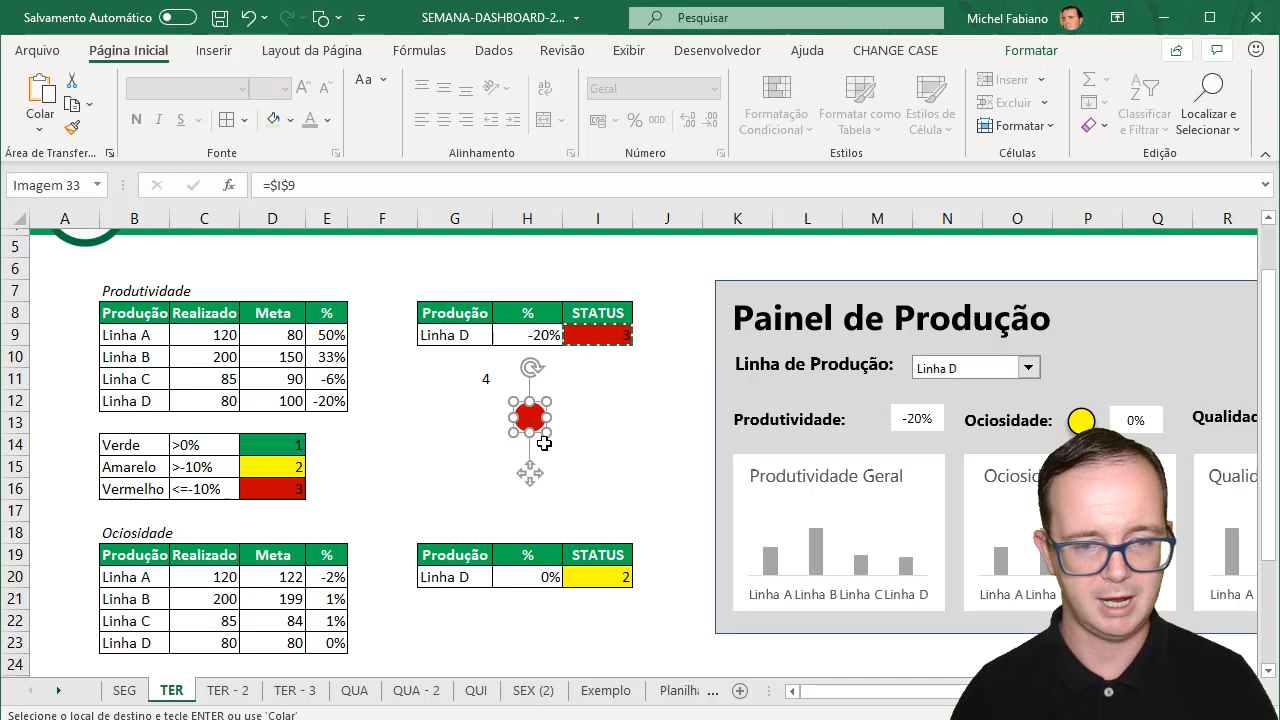 Salvamento Automático
SEMANA-DASHBOARD-2...
Pesquisar
Michel Fabiano
Arquivo
Página Inicial
Inserir
Layout da Página
Fórmulas
Dados
Revisão
Exibir
Desenvolvedor
Ajuda
CHANGE CASE
Formatar
Colar
Área de Transfer...
Aa
N I S
A
Fonte
ab
Alinhamento
Geral
% 000
Número
Formatação
Condicional
Formatar como
Tabela
Estilos de
Célula
Estilos
Inserir
Excluir
Formatar
Células
Classificar
e Filtrar
Localizar e
Selecionar
Edição
Imagem 33
fx
=$I$9
A B C D E F G H I J K L M N O P Q R
5
6
7 Produtividade
8 Produção Realizado Meta % Produção % STATUS
9 Linha A 120 80 50% Linha D -20% 3
10 Linha B 200 150 33%
11 Linha C 85 90 -6% 4
12 Linha D 80 100 -20%
13
14 Verde >0% 1
15 Amarelo >-10% 2
16 Vermelho <=-10% 3
17
18 Ociosidade
19 Produção Realizado Meta % Produção % STATUS
20 Linha A 120 122 -2% Linha D 0% 2
21 Linha B 200 199 1%
22 Linha C 85 84 1%
23 Linha D 80 80 0%
24
Painel de Produção
Linha de Produção: Linha D
Produtividade: -20% Ociosidade: 0%
Produtividade Geral
Linha A Linha B Linha C Linha D
Linha A
Linha A
SEG TER TER - 2 TER - 3 QUA QUA - 2 QUI SEX (2) Exemplo ...
Selecione o local de destino e tecle ENTER ou use 'Colar'